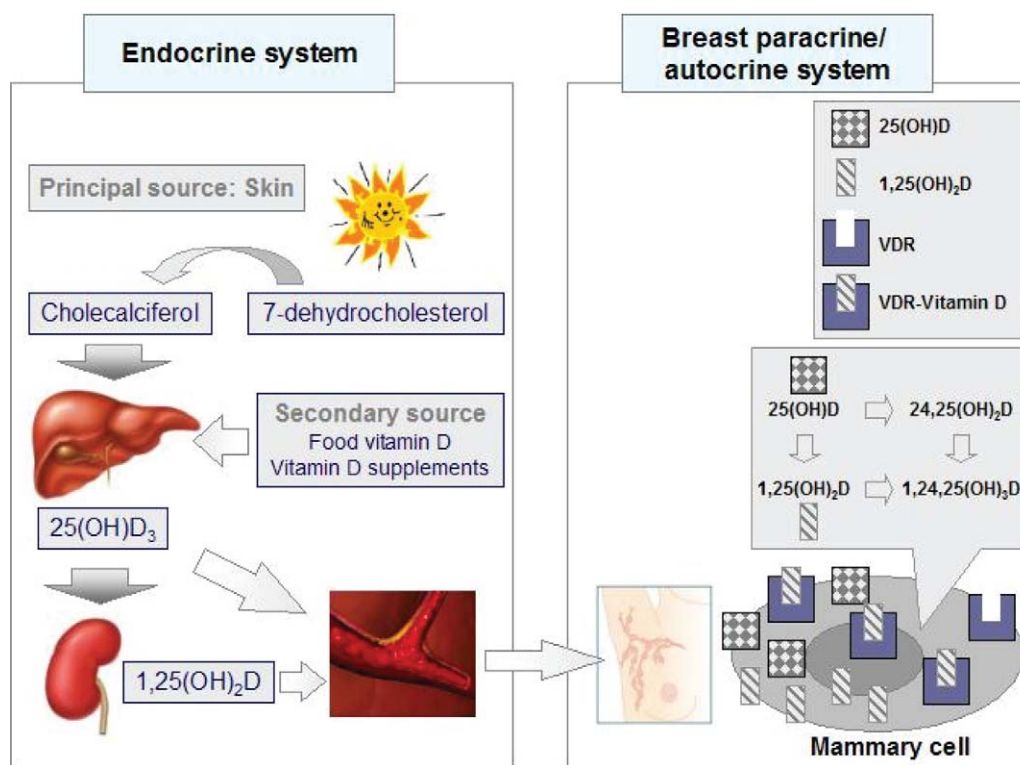 Endocrine system
Principal source: Skin
Cholecalciferol
7-dehydrocholesterol
Secondary source
Food vitamin D
Vitamin D supplements
25(OH)D₃
1,25(OH)₂D
Breast paracrine/
autocrine system
25(OH)D
1,25(OH)₂D
VDR
VDR-Vitamin D
25(OH)D
24,25(OH)₂D
1,25(OH)₂D
1,24,25(OH)₃D
Mammary cell